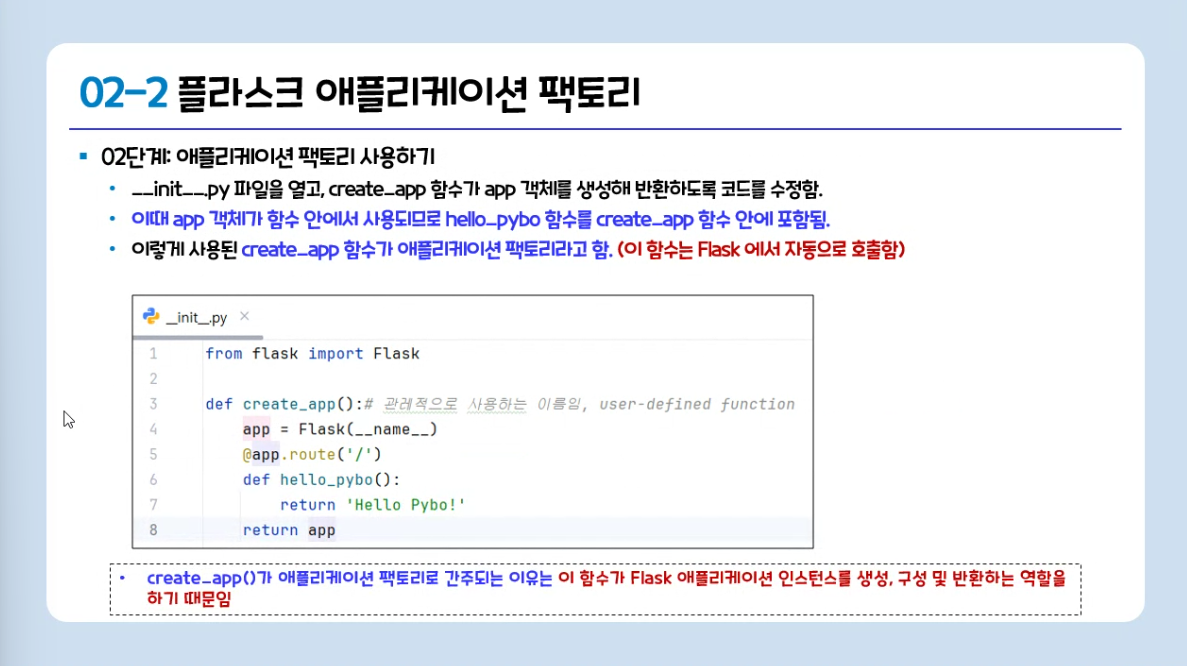 02-2 플라스크 애플리케이션 팩토리
▪ 02단계: 애플리케이션 팩토리 사용하기
• __init__.py 파일을 열고, create_app 함수가 app 객체를 생성해 반환하도록 코드를 수정함.
• 이때 app 객체가 함수 안에서 사용되므로 hello_pybo 함수를 create_app 함수 안에 포함됨.
• 이렇게 사용된 create_app 함수가 애플리케이션 팩토리라고 함. (이 함수는 Flask 에서 자동으로 호출함)
__init__.py ×
1 from flask import Flask
2
3 def create_app():# 관레적으로 사용하는 이름임, user-defined function
4 app = Flask(__name__)
5 @app.route('/')
6 def hello_pybo():
7 return 'Hello Pybo!'
8 return app
• create_app()가 애플리케이션 팩토리로 간주되는 이유는 이 함수가 Flask 애플리케이션 인스턴스를 생성, 구성 및 반환하는 역할을
하기 때문임